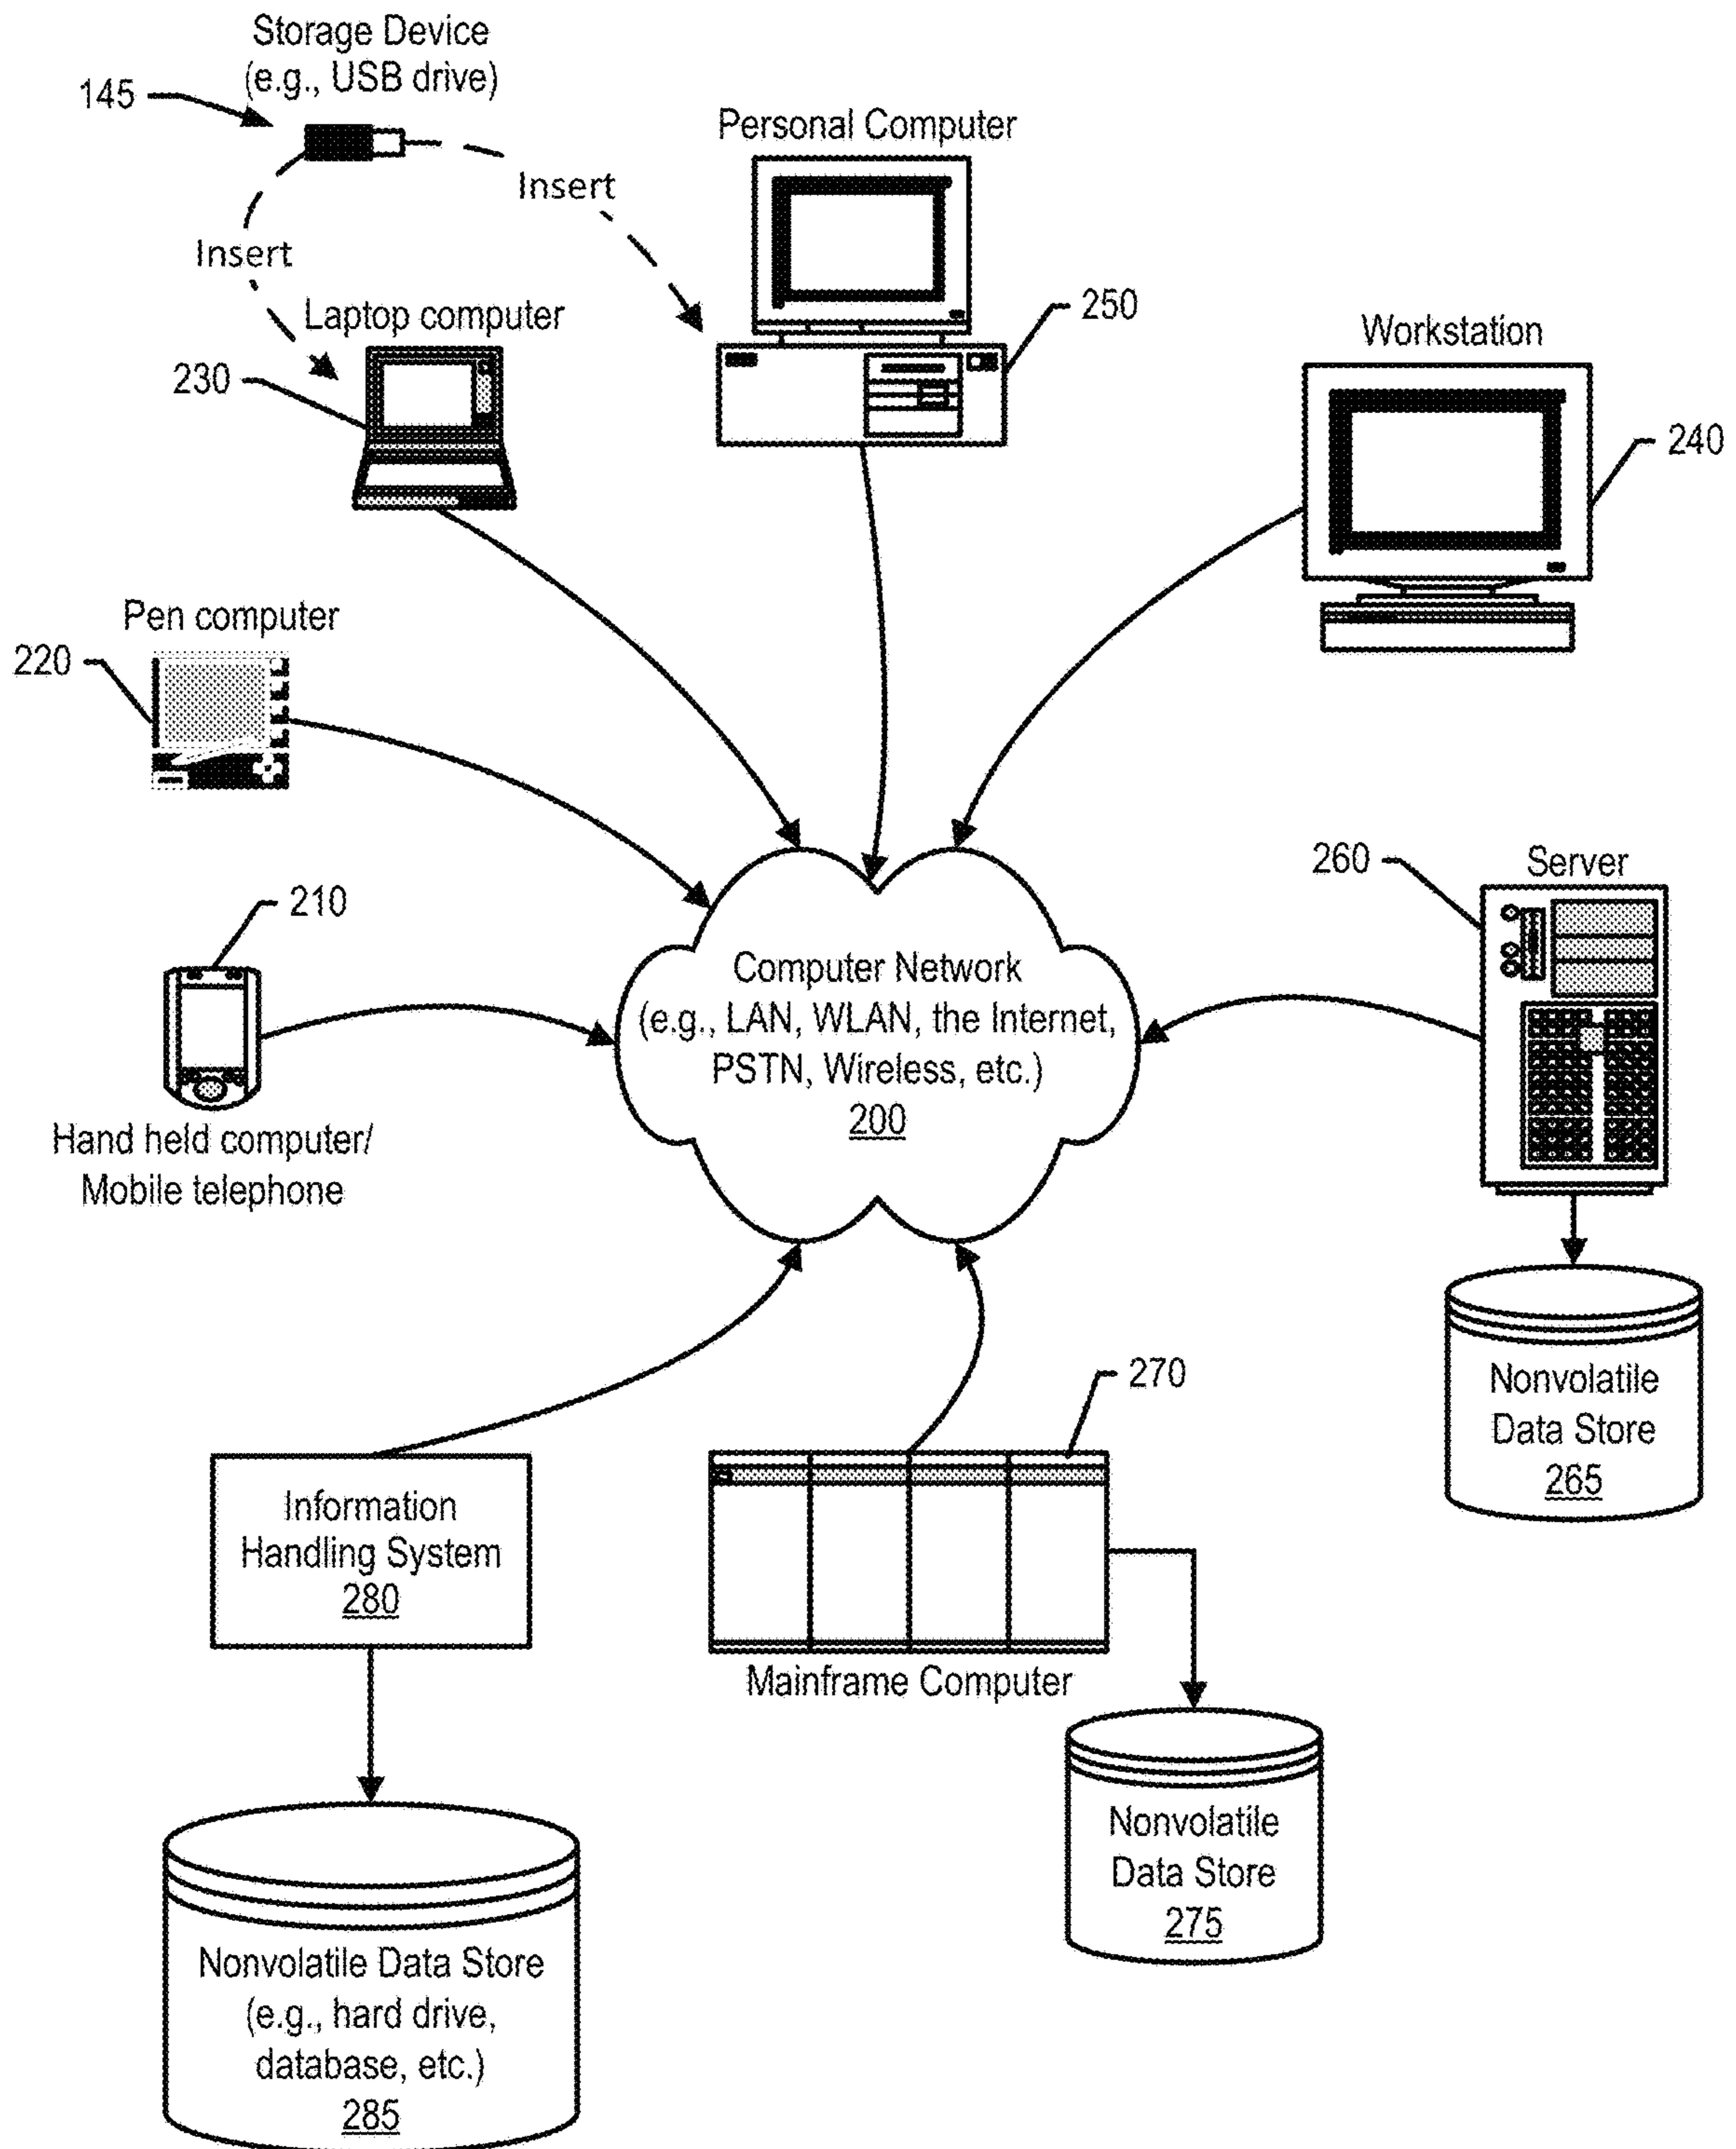 Storage Device
(e.g., USB drive)
145
Personal Computer
Insert
Insert
250
Laptop computer
230
Workstation
240
Pen computer
220
210
Hand held computer/
Mobile telephone
Computer Network
(e.g., LAN, WLAN, the Internet,
PSTN, Wireless, etc.)
200
260
Server
Nonvolatile
Data Store
265
270
Mainframe Computer
Information
Handling System
280
Nonvolatile
Data Store
275
Nonvolatile Data Store
(e.g., hard drive,
database, etc.)
285